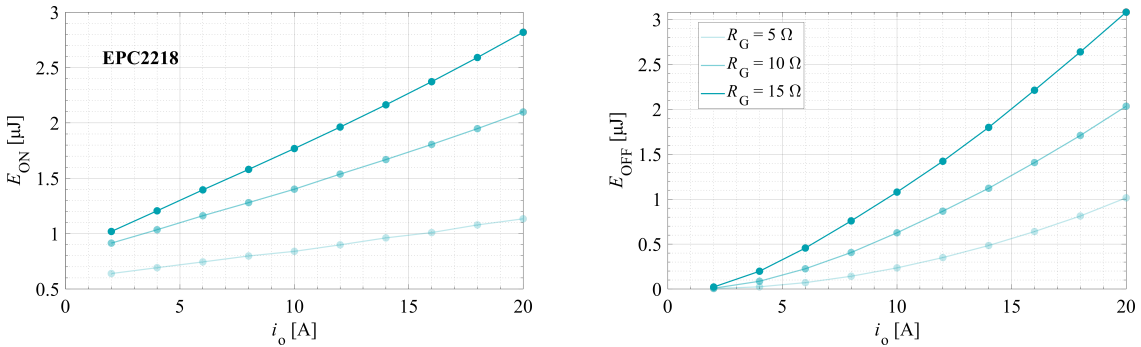 EPC2218
3
2.5
2
1.5
1
0.5
E_ON [μJ]
0 5 10 15 20
i_o [A]
R_G = 5 Ω
R_G = 10 Ω
R_G = 15 Ω
3
2.5
2
1.5
1
0.5
0
E_OFF [μJ]
0 5 10 15 20
i_o [A]